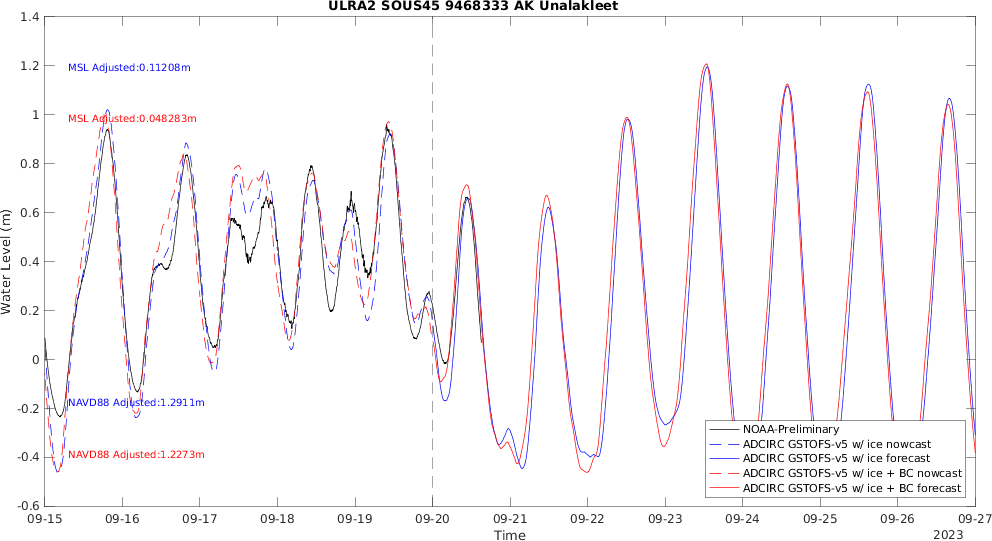 ULRA2 SOUS45 9468333 AK Unalakleet
1.4
1.2
1
0.8
0.6
0.4
0.2
0
-0.2
-0.4
-0.6
Water Level (m)
MSL Adjusted:0.11208m
MSL Adjusted:0.048283m
NAVD88 Adjusted:1.2911m
NAVD88 Adjusted:1.2273m
NOAA-Preliminary
ADCIRC GSTOFS-v5 w/ ice nowcast
ADCIRC GSTOFS-v5 w/ ice forecast
ADCIRC GSTOFS-v5 w/ ice + BC nowcast
ADCIRC GSTOFS-v5 w/ ice + BC forecast
09-15 09-16 09-17 09-18 09-19 09-20 09-21 09-22 09-23 09-24 09-25 09-26 09-27
Time
2023